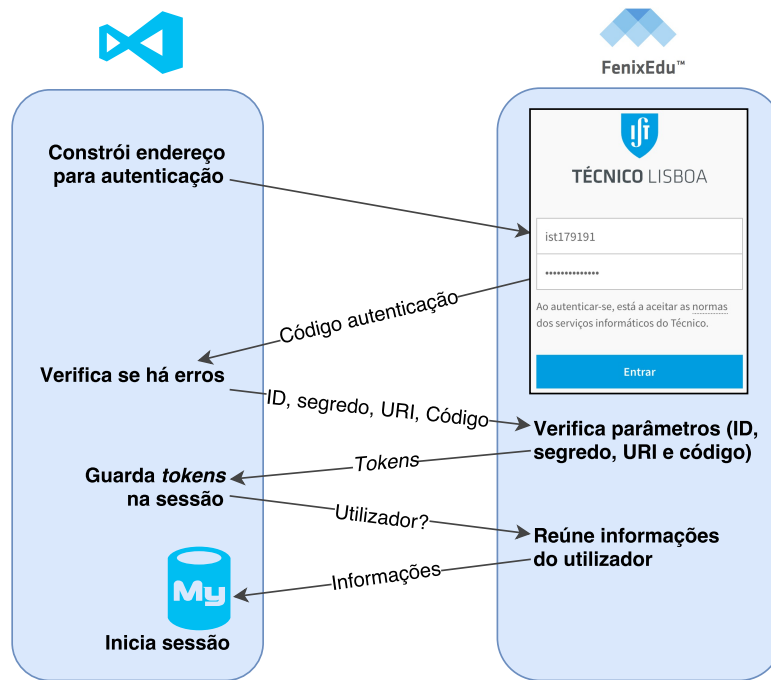 FenixEdu™
Constrói endereço
para autenticação
TÉCNICO LISBOA
ist179191
••••••••••••••
Ao autenticar-se, está a aceitar as normas
dos serviços informáticos do Técnico.
Entrar
Código autenticação
Verifica se há erros
ID, segredo, URI, Código
Verifica parâmetros (ID,
segredo, URI e código)
Tokens
Guarda tokens
na sessão
Utilizador?
Reúne informações
do utilizador
Informações
My
Inicia sessão